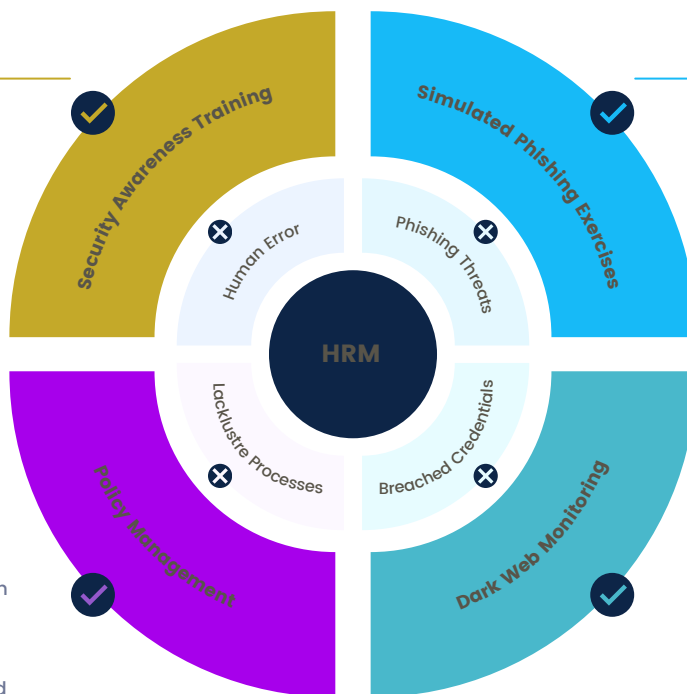 Security Awareness Training
Simulated Phishing Exercises
Human Error
Phishing Threats
HRM
Lacklustre Processes
Breached Credentials
Policy Management
Dark Web Monitoring